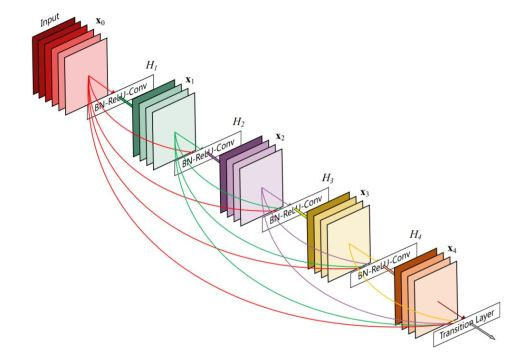 Input
x₀
BN-ReLU-Conv
H₁
x₁
BN-ReLU-Conv
H₂
x₂
BN-ReLU-Conv
H₃
x₃
BN-ReLU-Conv
H₄
x₄
Transition Layer